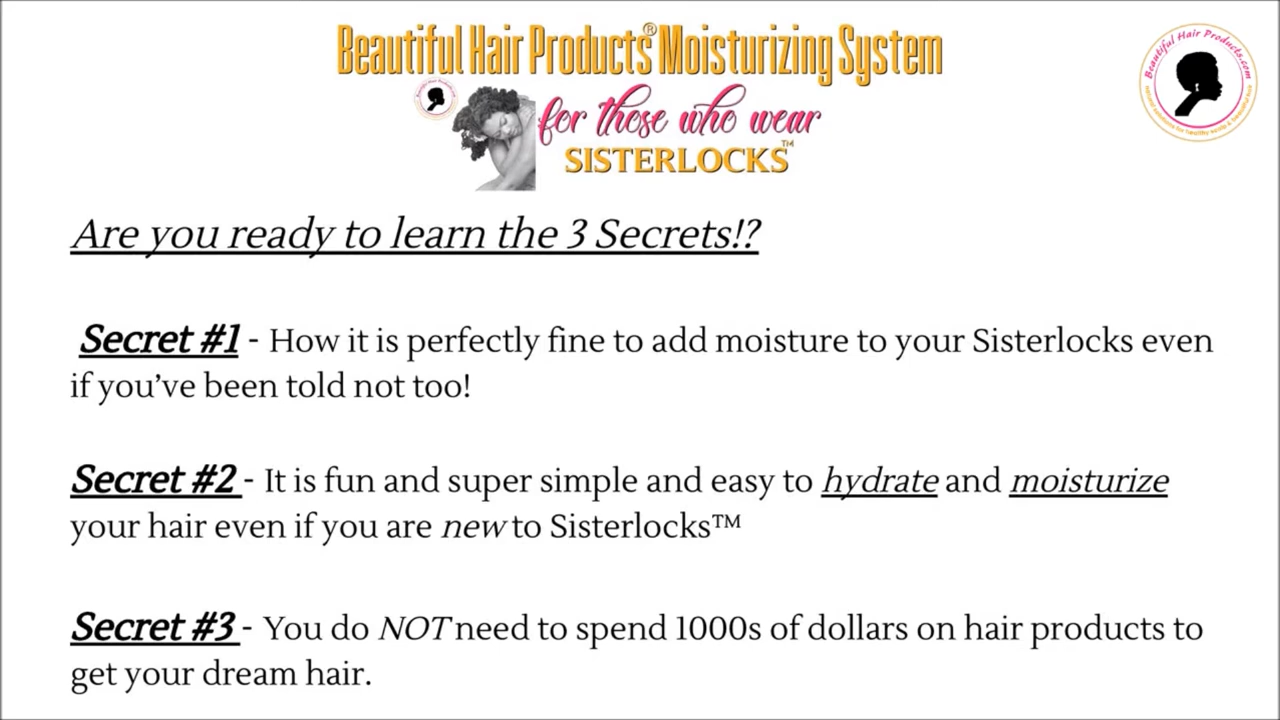 Beautiful Hair Products® Moisturizing System
for those who wear
SISTERLOCKS™
Beautiful Hair Products.com
Are you ready to learn the 3 Secrets!?
Secret #1 - How it is perfectly fine to add moisture to your Sisterlocks even
if you’ve been told not too!
Secret #2 - It is fun and super simple and easy to hydrate and moisturize
your hair even if you are new to Sisterlocks™
Secret #3 - You do NOT need to spend 1000s of dollars on hair products to
get your dream hair.